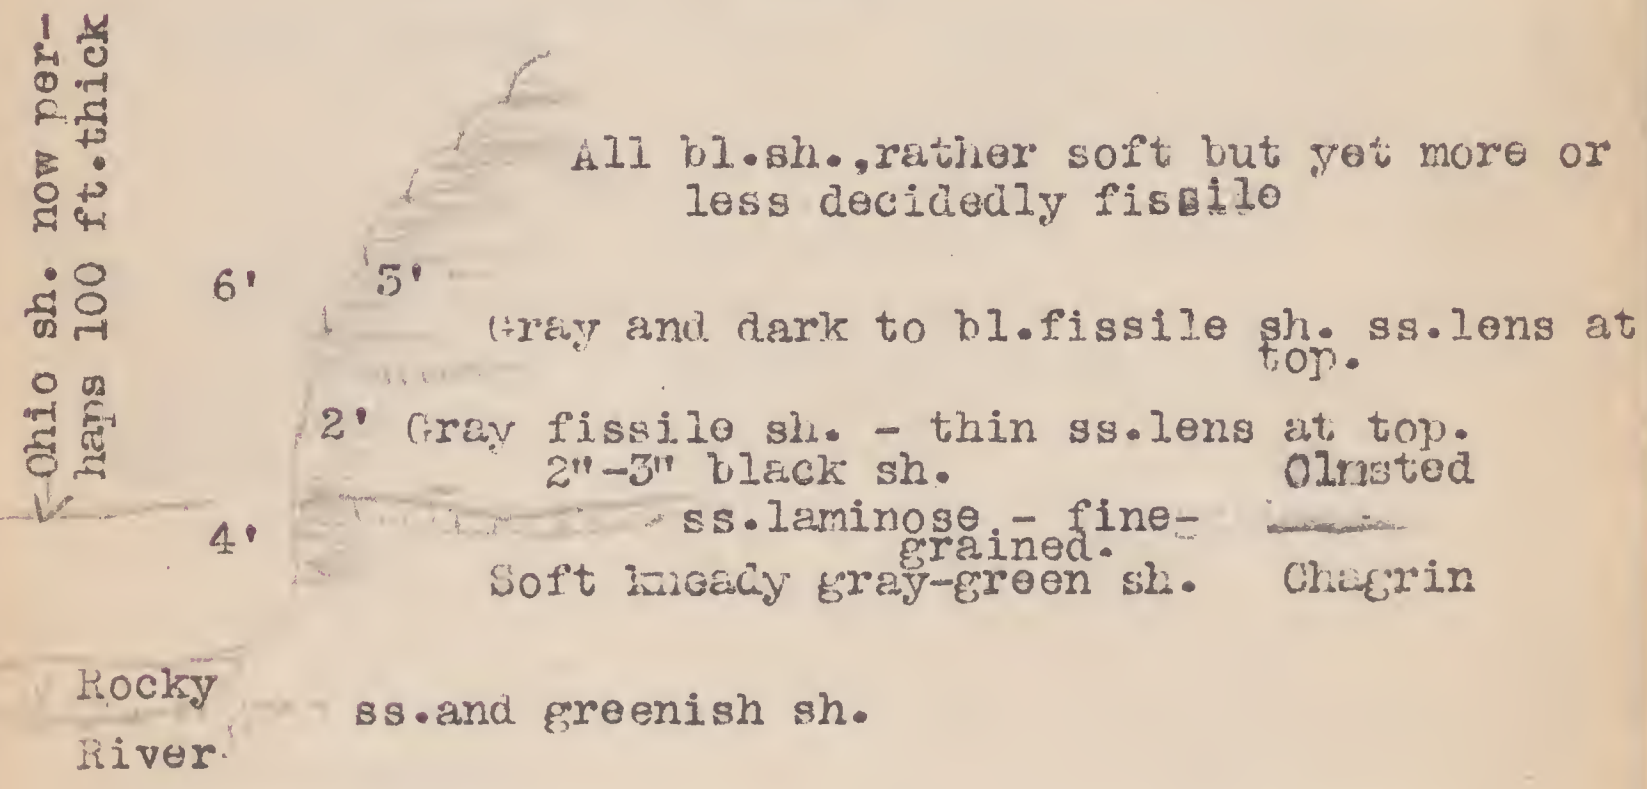 Ohio sh. now per-
haps 100 ft.thick
All bl.sh.,rather soft but yet more or
less decidedly fissile
6' 3'
Gray and dark to bl.fissile sh. ss.lens at
top.
2' Gray fissile sh. - thin ss.lens at top.
2"-3" black sh. Olmsted
ss.laminose - fine-
4' grained.
Soft kneady gray-green sh. Chagrin
Rocky
River
ss.and greenish sh.